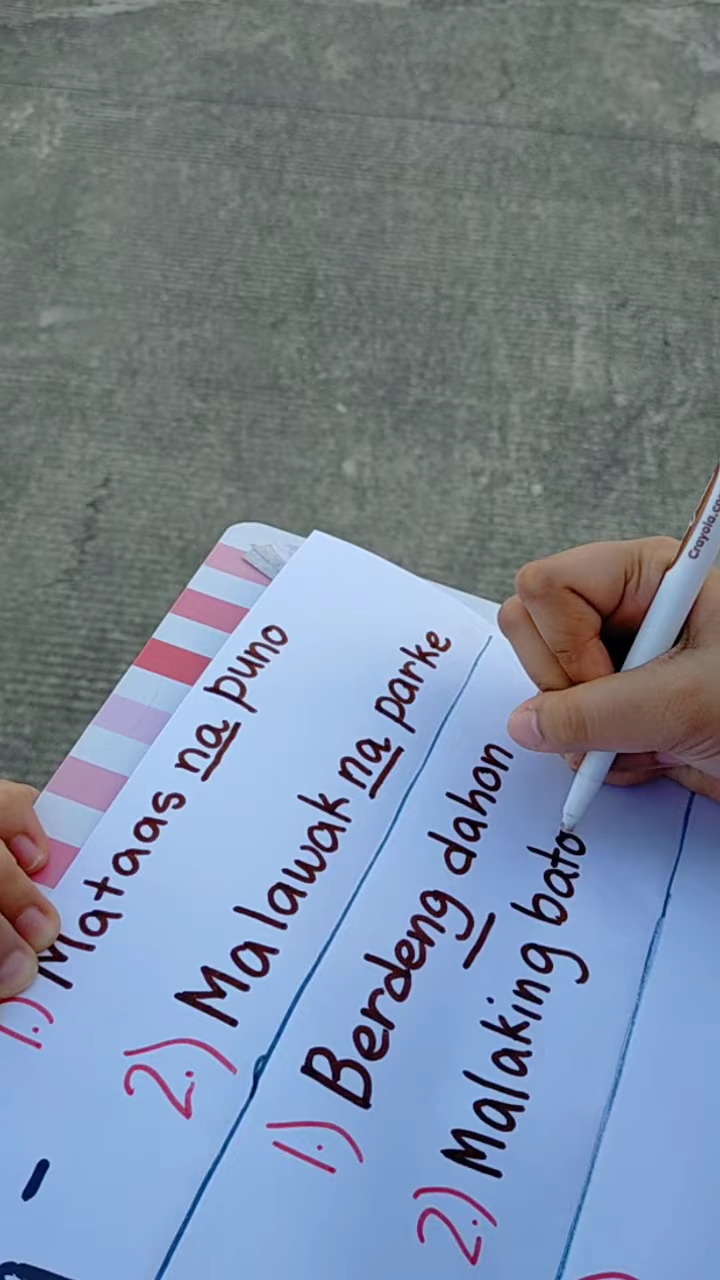 1.) Mataas na puno
2.) Malawak na parke
1.) Berdeng dahon
2.) Malaking bato